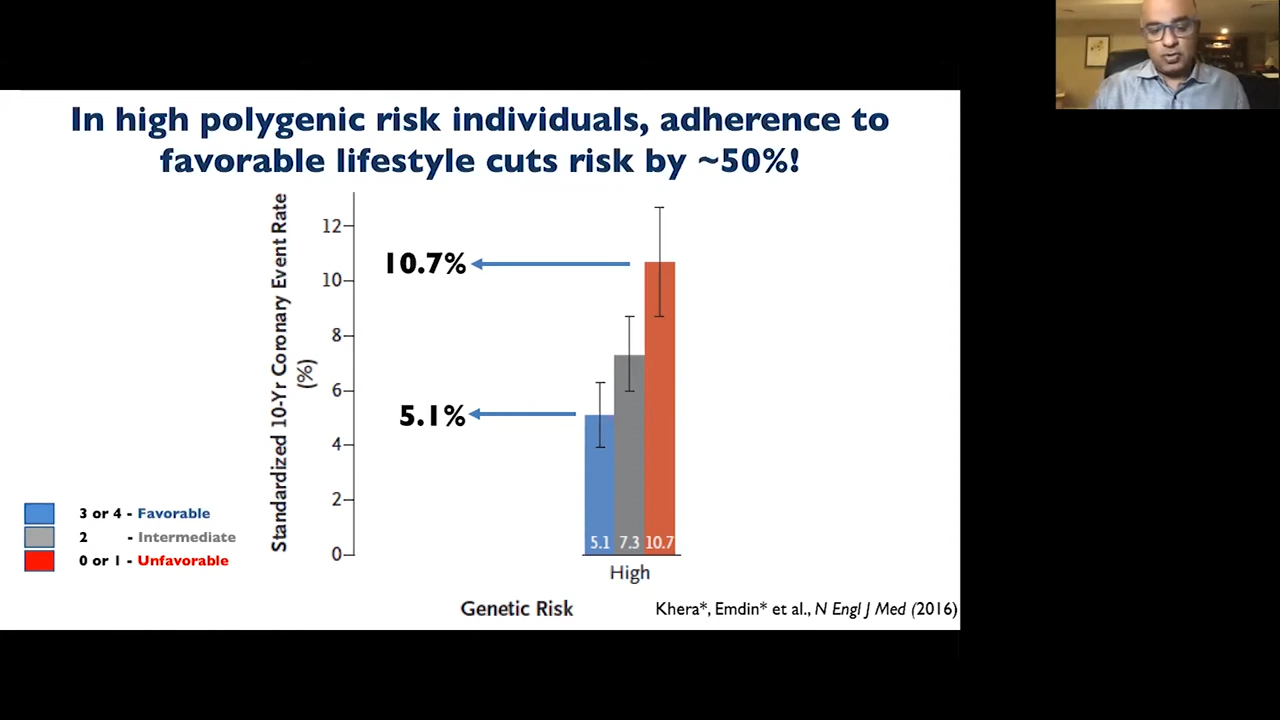 In high polygenic risk individuals, adherence to
favorable lifestyle cuts risk by ~50%!
Standardized 10-Yr Coronary Event Rate
(%)
12
10
8
6
4
2
0
10.7%
5.1%
5.1 7.3 10.7
High
Genetic Risk
3 or 4 - Favorable
2 - Intermediate
0 or 1 - Unfavorable
Khera*, Emdin* et al., N Engl J Med (2016)